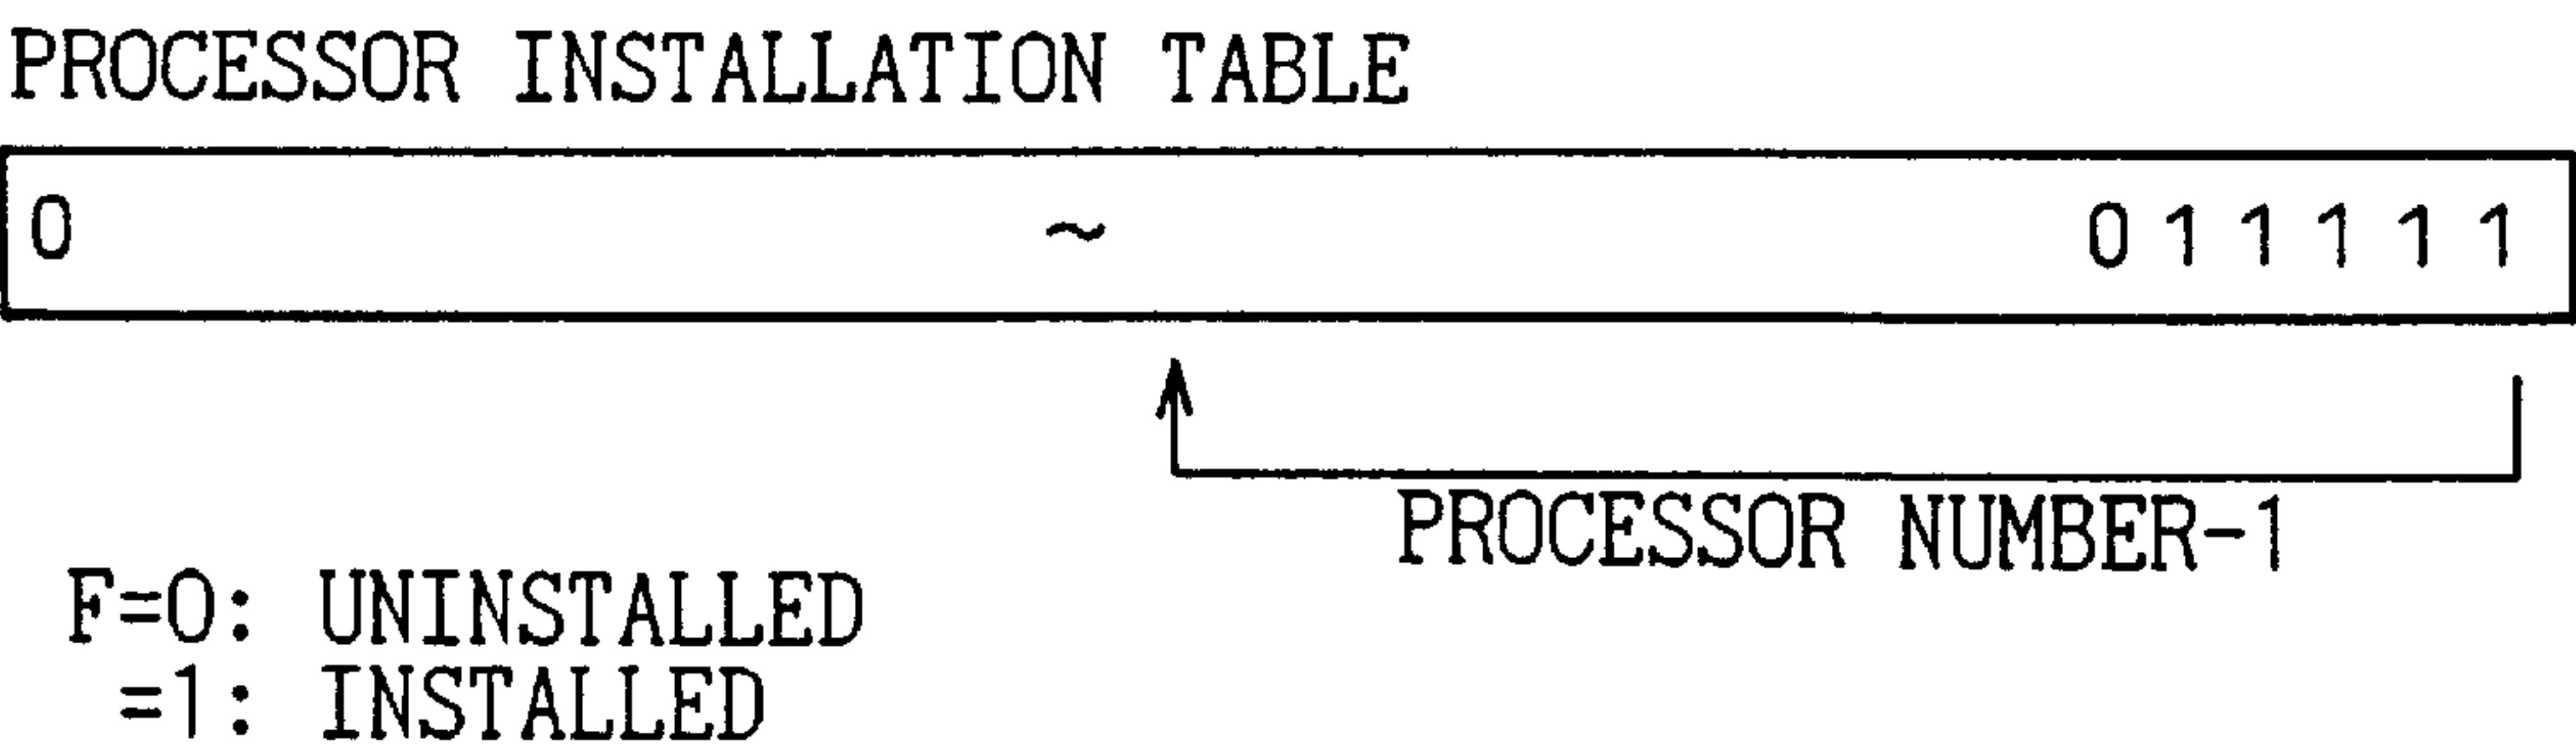 PROCESSOR INSTALLATION TABLE
0 ~ 0 1 1 1 1 1
PROCESSOR NUMBER-1
F=0: UNINSTALLED
=1: INSTALLED